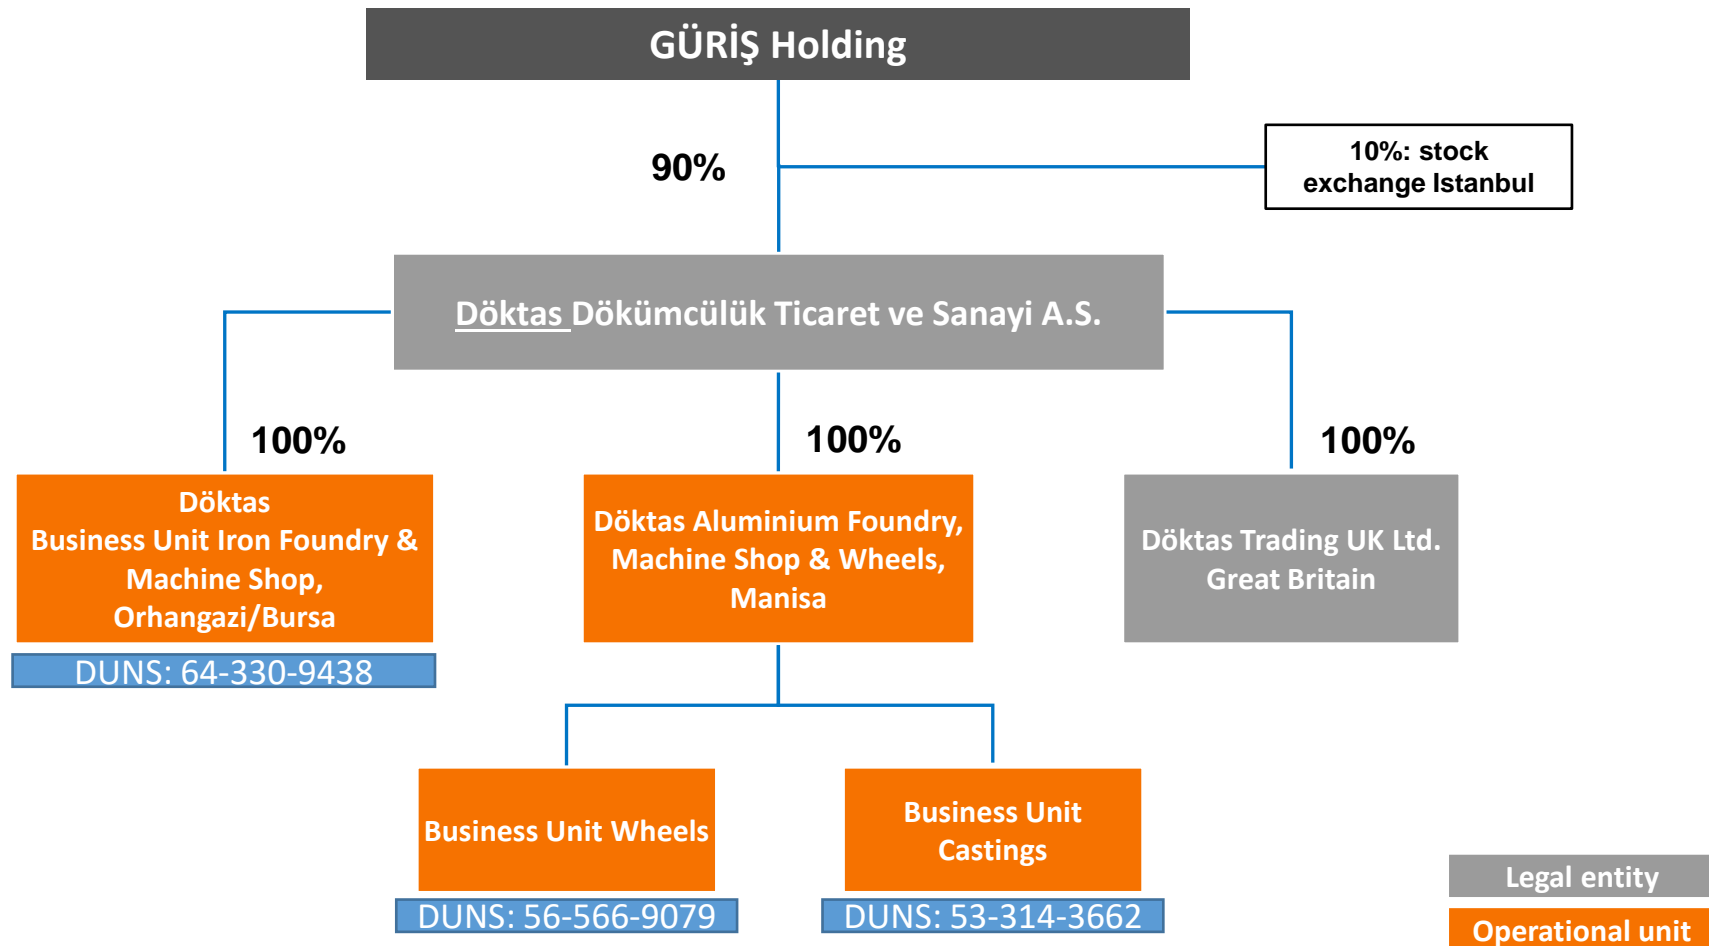 GÜRİŞ Holding
90%
10%: stock
exchange Istanbul
Döktas Dökümcülük Ticaret ve Sanayi A.S.
100%
100%
100%
Döktas
Business Unit Iron Foundry &
Machine Shop,
Orhangazi/Bursa
DUNS: 64-330-9438
Döktas Aluminium Foundry,
Machine Shop & Wheels,
Manisa
Döktas Trading UK Ltd.
Great Britain
Business Unit Wheels
DUNS: 56-566-9079
Business Unit
Castings
DUNS: 53-314-3662
Legal entity
Operational unit